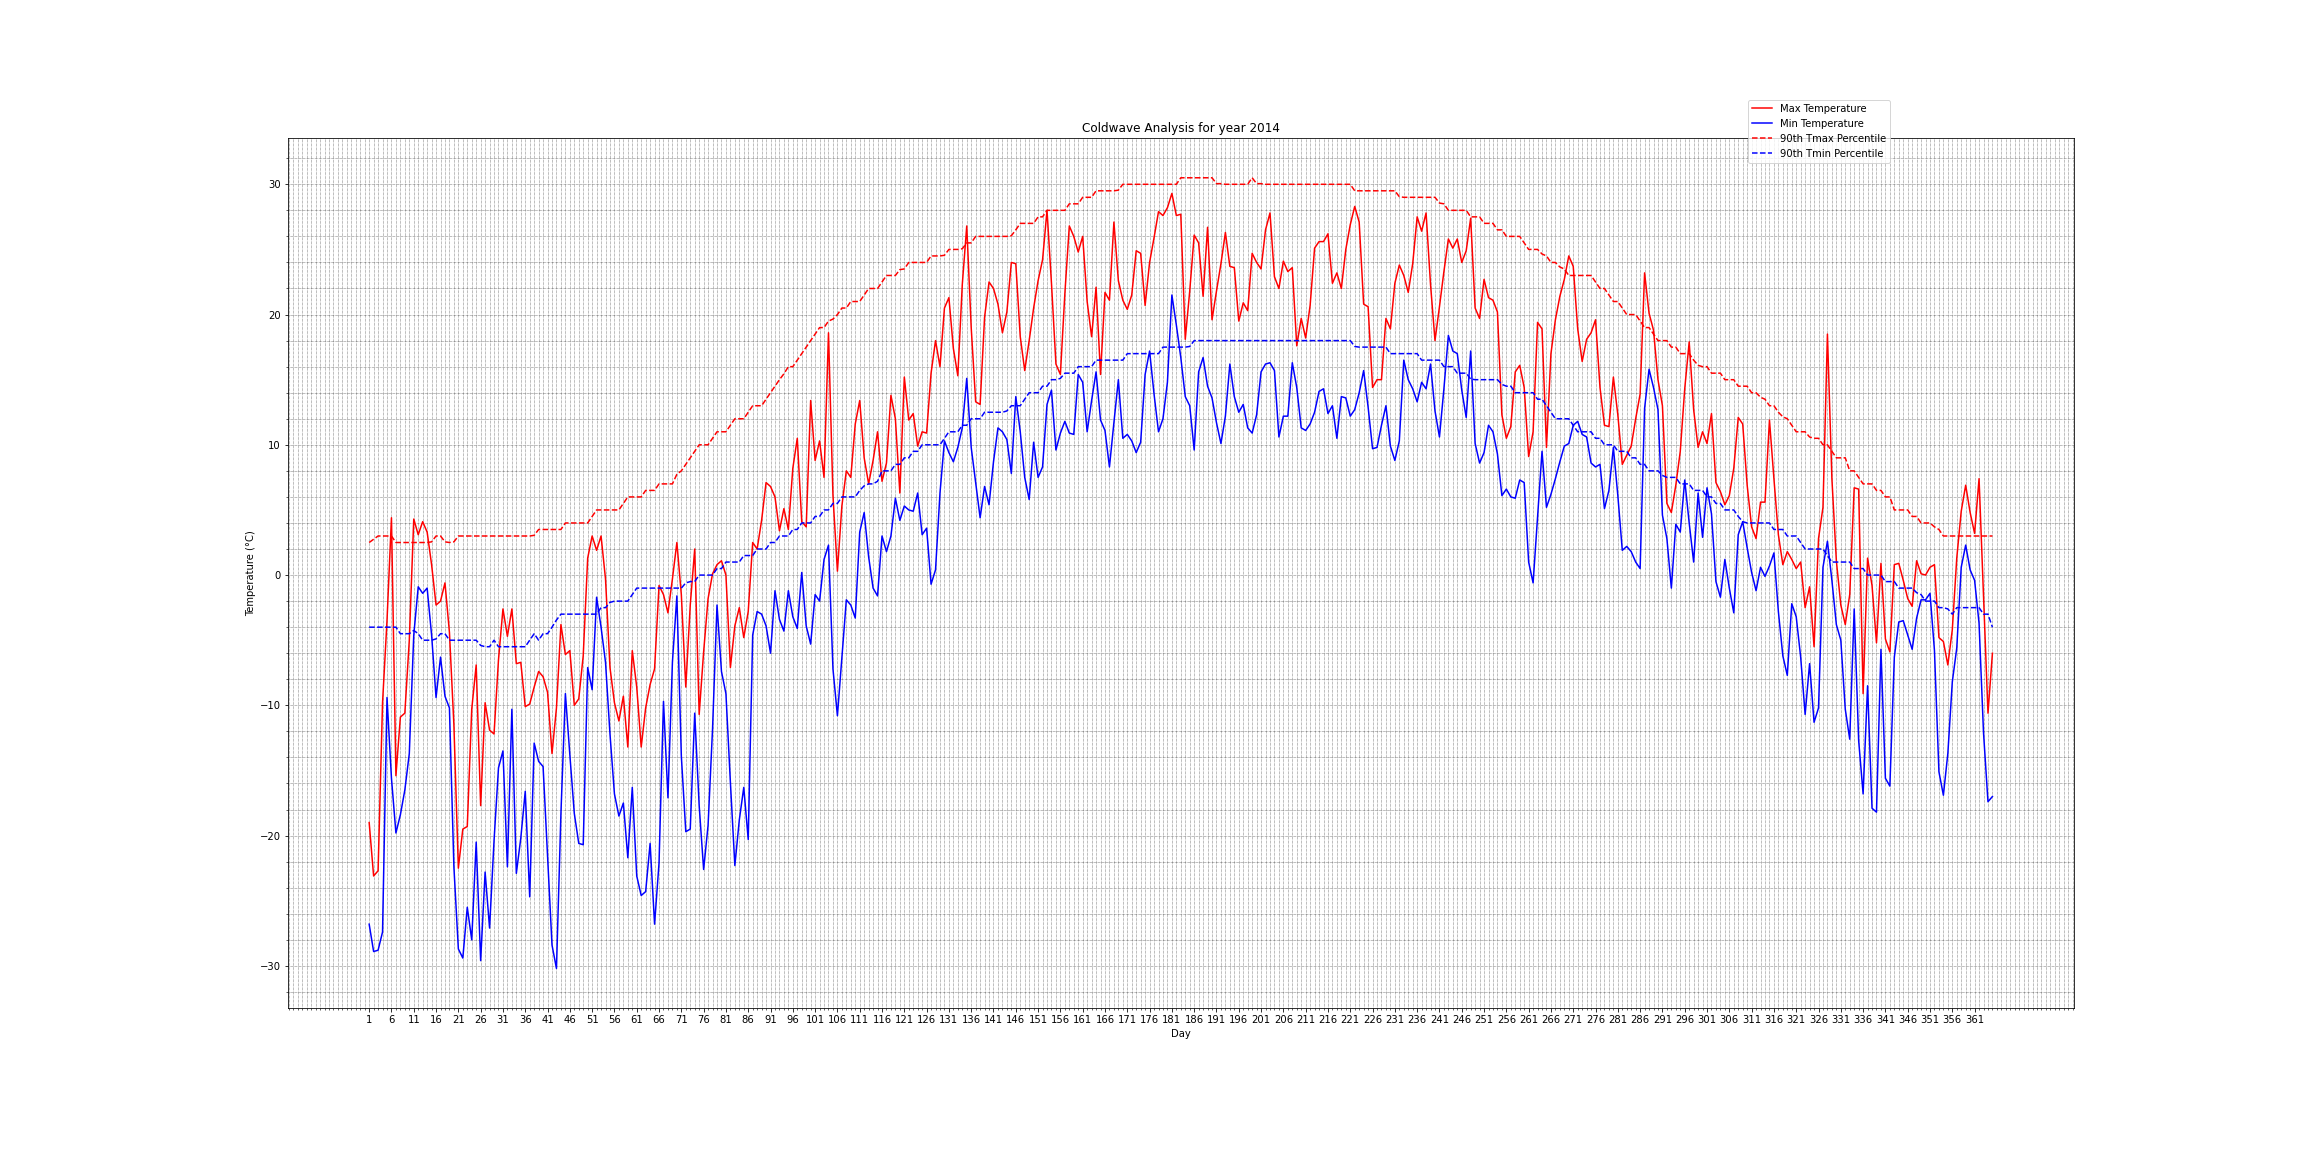 Max Temperature
Min Temperature
90th Tmax Percentile
90th Tmin Percentile
Coldwave Analysis for year 2014
30
20
10
0
−10
−20
−30
Temperature (°C)
1 6 11 16 21 26 31 36 41 46 51 56 61 66 71 76 81 86 91 96 101 106 111 116 121 126 131 136 141 146 151 156 161 166 171 176 181 186 191 196 201 206 211 216 221 226 231 236 241 246 251 256 261 266 271 276 281 286 291 296 301 306 311 316 321 326 331 336 341 346 351 356 361
Day